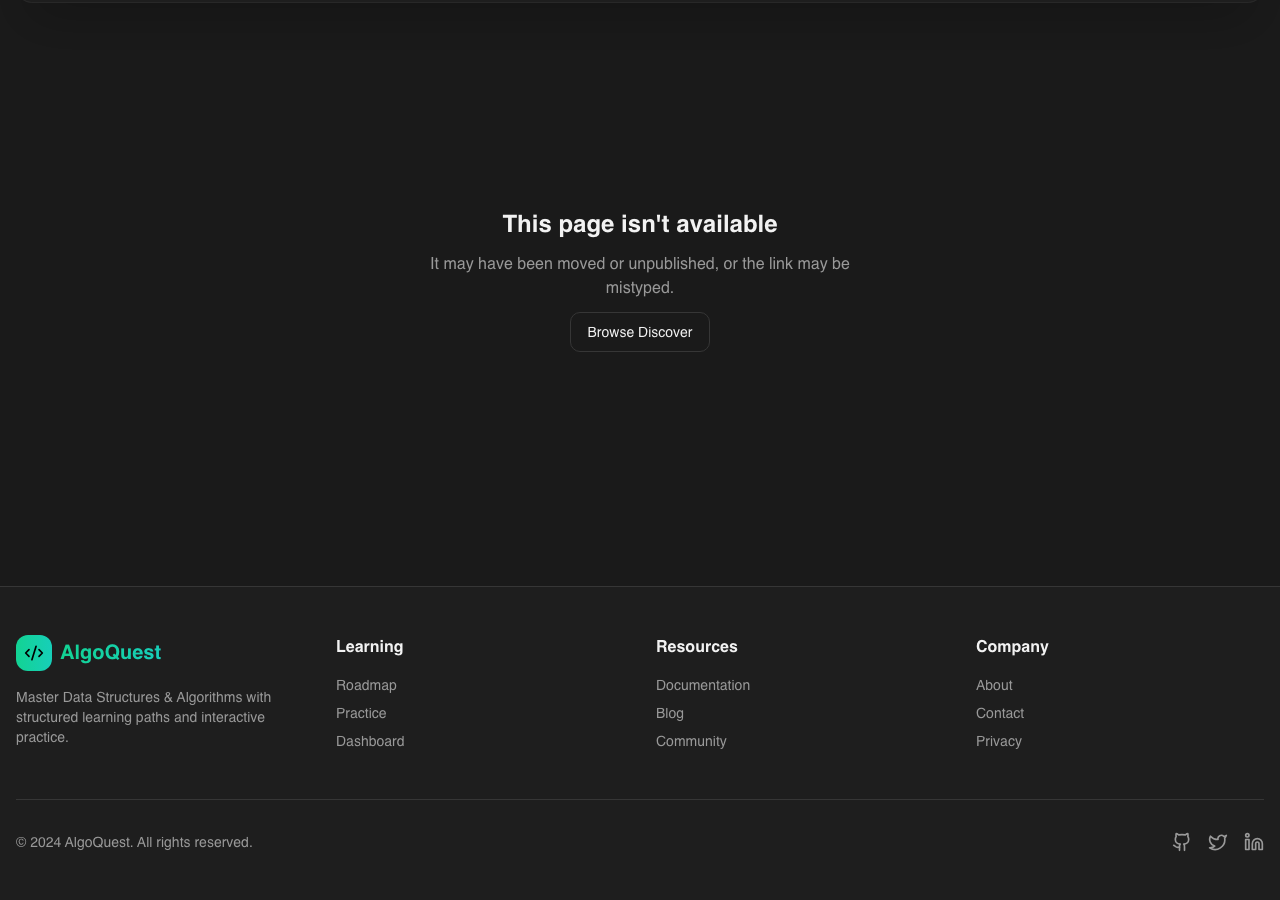 This page isn't available
It may have been moved or unpublished, or the link may be
mistyped.
Browse Discover
AlgoQuest
Master Data Structures & Algorithms with
structured learning paths and interactive
practice.
Learning
Roadmap
Practice
Dashboard
Resources
Documentation
Blog
Community
Company
About
Contact
Privacy
© 2024 AlgoQuest. All rights reserved.